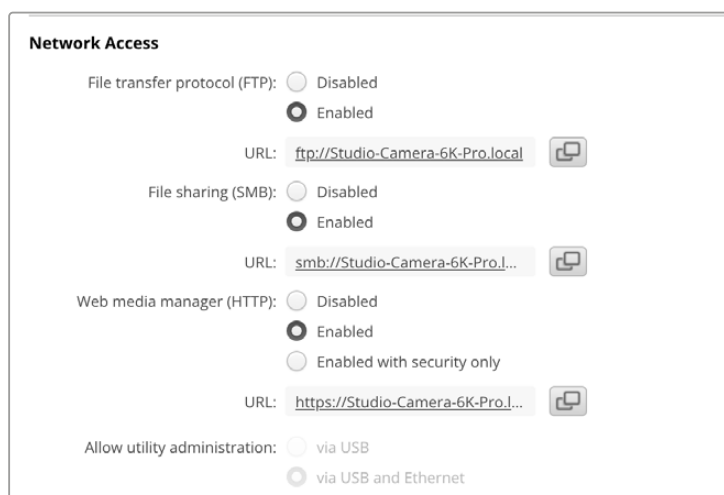 Network Access
File transfer protocol (FTP): Disabled
Enabled
URL: ftp://Studio-Camera-6K-Pro.local
File sharing (SMB): Disabled
Enabled
URL: smb://Studio-Camera-6K-Pro.l...
Web media manager (HTTP): Disabled
Enabled
Enabled with security only
URL: https://Studio-Camera-6K-Pro.l...
Allow utility administration: via USB
via USB and Ethernet